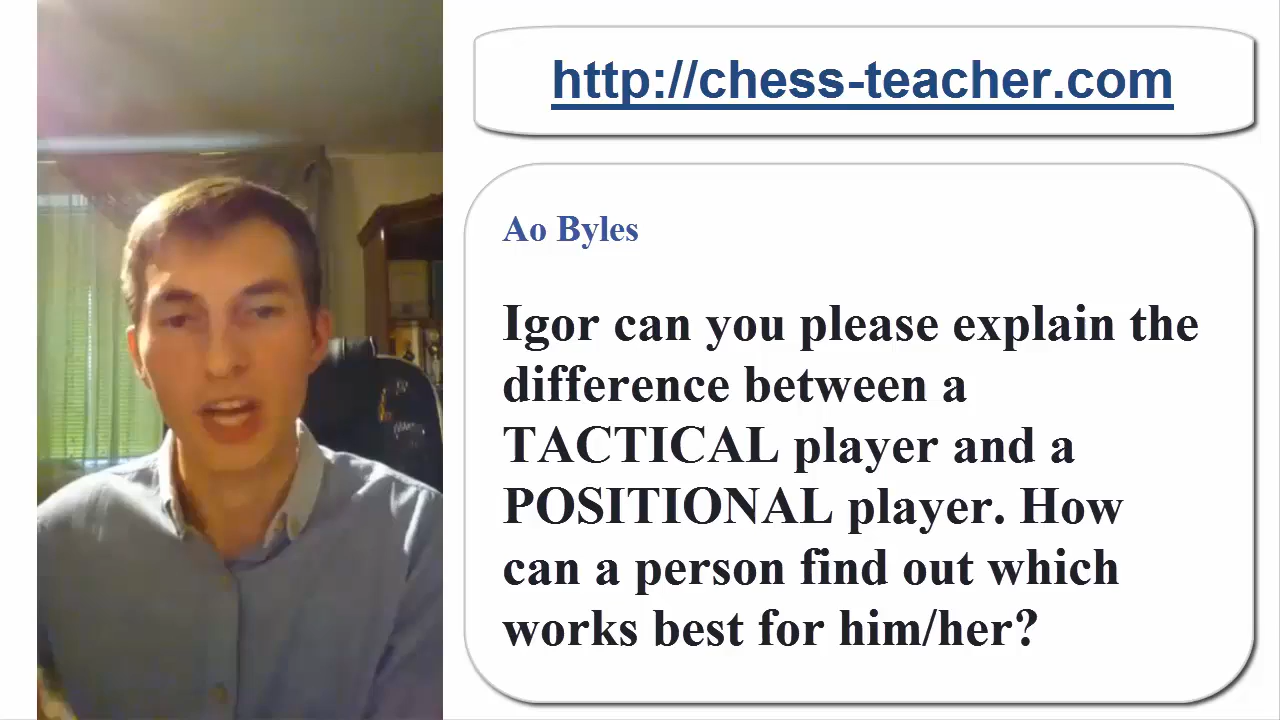 http://chess-teacher.com
Ao Byles
Igor can you please explain the
difference between a
TACTICAL player and a
POSITIONAL player. How
can a person find out which
works best for him/her?